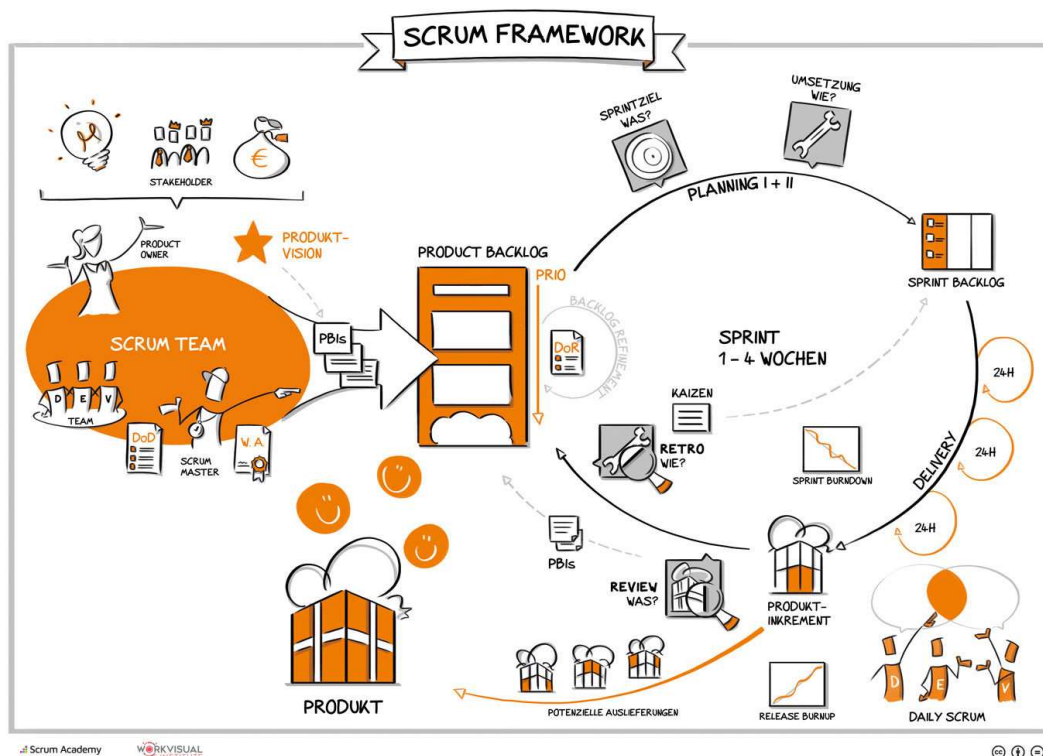 SCRUM FRAMEWORK
€
STAKEHOLDER
PRODUCT
OWNER
PRODUKT-
VISION
SCRUM TEAM
D E V
TEAM
DoD
SCRUM
MASTER
W. A.
PBIs
PRODUCT BACKLOG
PRIO
DoR
BACKLOG REFINEMENT
SPRINTZIEL
WAS?
UMSETZUNG
WIE?
PLANNING I + II
SPRINT BACKLOG
SPRINT
1 – 4 WOCHEN
KAIZEN
RETRO
WIE?
SPRINT BURNDOWN
DELIVERY
24H
24H
24H
PBIs
REVIEW
WAS?
PRODUKT-
INKREMENT
PRODUKT
POTENZIELLE AUSLIEFERUNGEN
RELEASE BURNUP
D E V
DAILY SCRUM
Scrum Academy
WORKVISUAL
INSTITUTE
cc